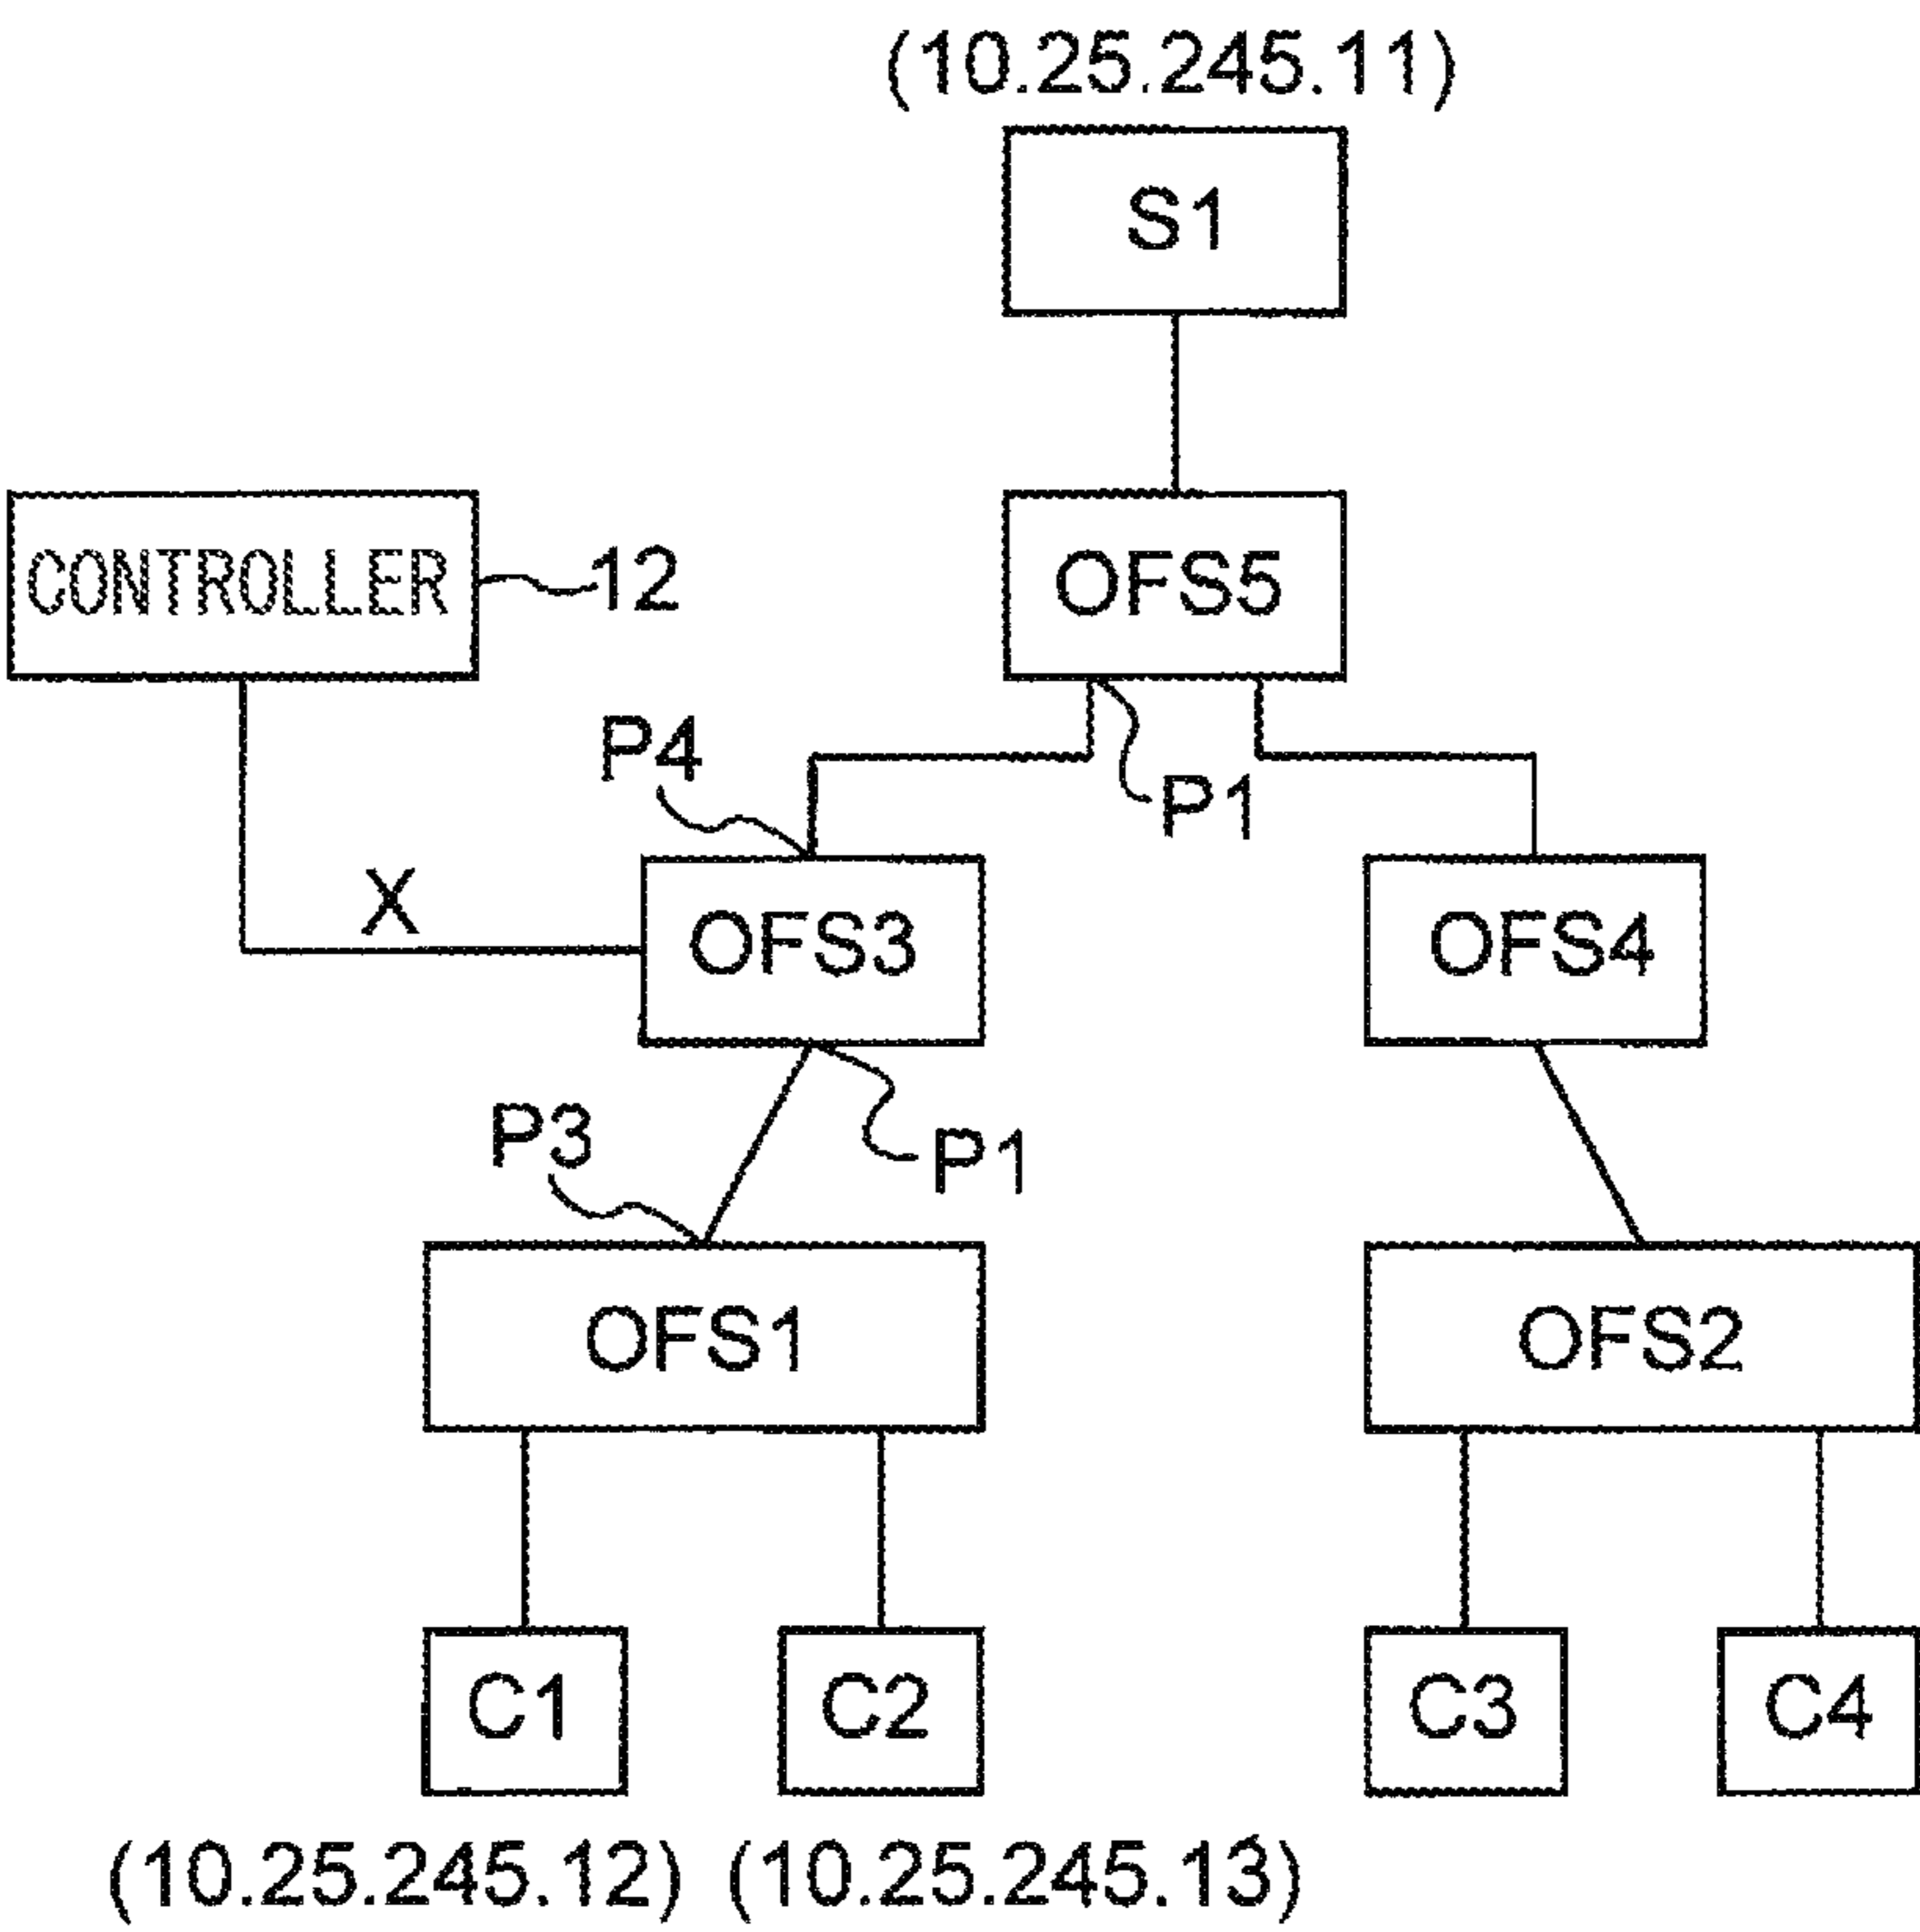 (10.25.245.11)
S1
CONTROLLER
12
OFS5
P4
P1
X
OFS3
OFS4
P3
P1
OFS1
OFS2
C1
C2
C3
C4
(10.25.245.12) (10.25.245.13)